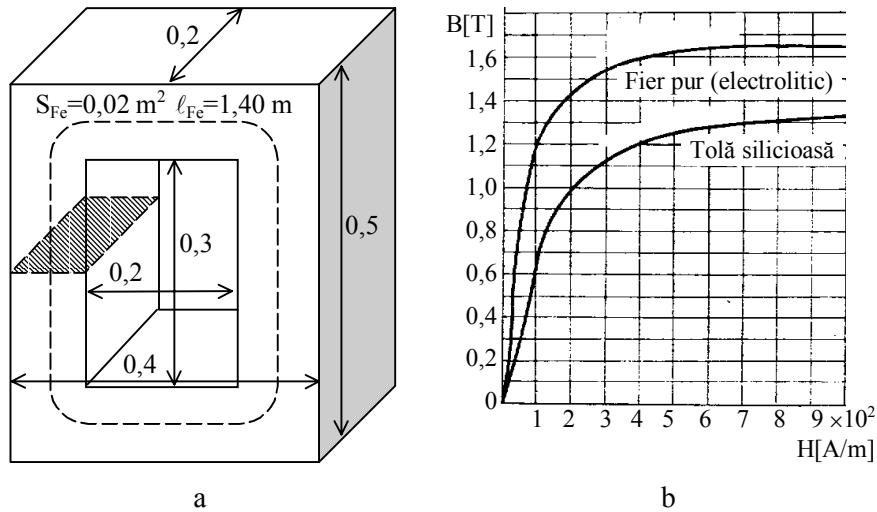 0,2
S_Fe=0,02 m² ℓ_Fe=1,40 m
0,3
0,5
0,2
0,4
a
B[T]
1,6
1,4
1,2
1,0
0,8
0,6
0,4
0,2
0
Fier pur (electrolitic)
Tolă silicioasă
1 2 3 4 5 6 7 8 9 ×10²
H[A/m]
b